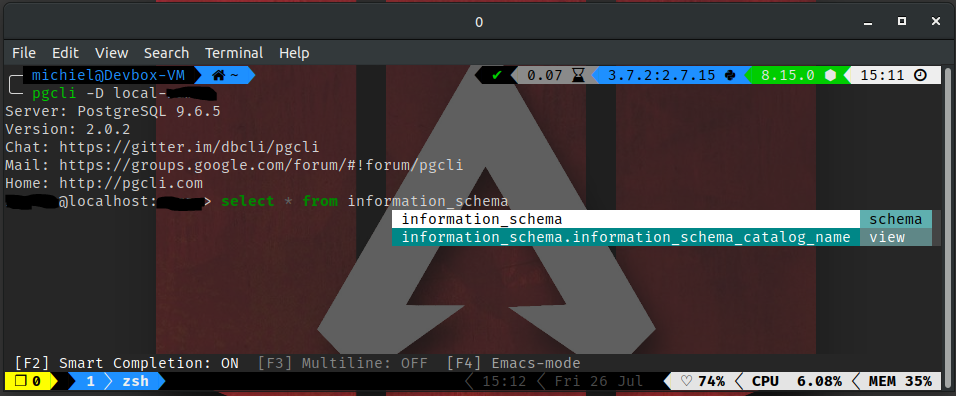 0
File Edit View Search Terminal Help
michiel@Devbox-VM ~ ✔ 0.07 3.7.2:2.7.15 8.15.0 15:11
pgcli -D local-
Server: PostgreSQL 9.6.5
Version: 2.0.2
Chat: https://gitter.im/dbcli/pgcli
Mail: https://groups.google.com/forum/#!forum/pgcli
Home: http://pgcli.com
@localhost: > select * from information_schema
information_schema schema
information_schema.information_schema_catalog_name view
[F2] Smart Completion: ON [F3] Multiline: OFF [F4] Emacs-mode
0 1 zsh 15:12 Fri 26 Jul ♡ 74% CPU 6.08% MEM 35%